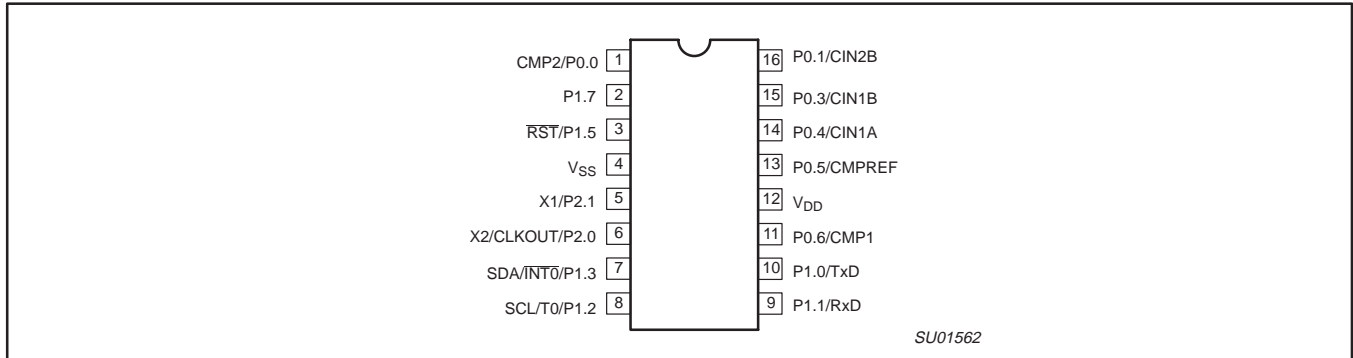 CMP2/P0.0 1 16 P0.1/CIN2B
P1.7 2 15 P0.3/CIN1B
R̅S̅T̅/P1.5 3 14 P0.4/CIN1A
VSS 4 13 P0.5/CMPREF
X1/P2.1 5 12 VDD
X2/CLKOUT/P2.0 6 11 P0.6/CMP1
SDA/I̅N̅T̅0̅/P1.3 7 10 P1.0/TxD
SCL/T0/P1.2 8 9 P1.1/RxD
SU01562